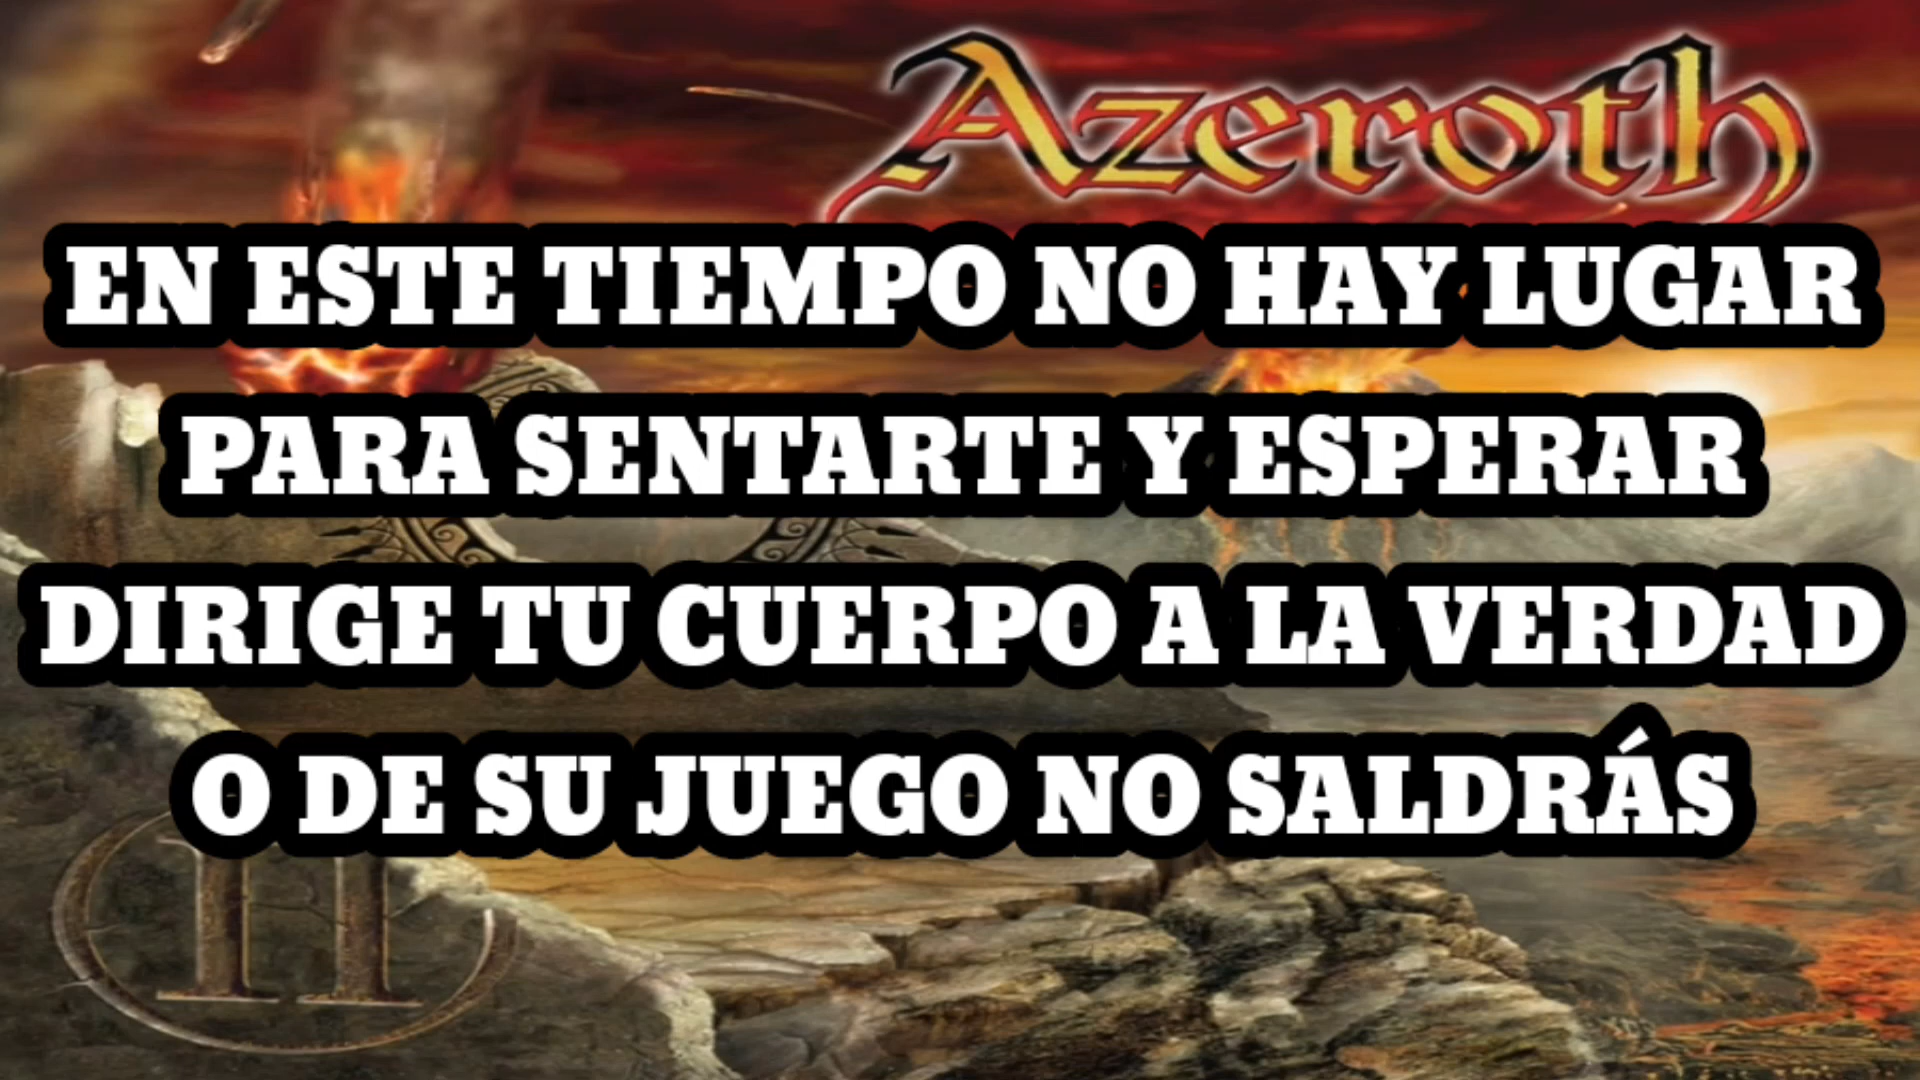 Azeroth
EN ESTE TIEMPO NO HAY LUGAR
PARA SENTARTE Y ESPERAR
DIRIGE TU CUERPO A LA VERDAD
O DE SU JUEGO NO SALDRÁS
II